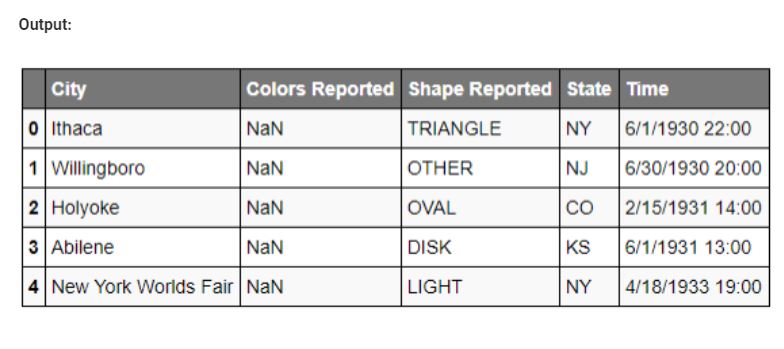 Output:
City Colors Reported Shape Reported State Time
0 Ithaca NaN TRIANGLE NY 6/1/1930 22:00
1 Willingboro NaN OTHER NJ 6/30/1930 20:00
2 Holyoke NaN OVAL CO 2/15/1931 14:00
3 Abilene NaN DISK KS 6/1/1931 13:00
4 New York Worlds Fair NaN LIGHT NY 4/18/1933 19:00